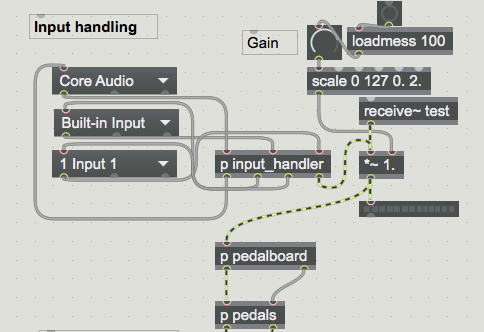 Input handling
Gain
loadmess 100
Core Audio
scale 0 127 0. 2.
Built-in Input
receive~ test
1 Input 1
p input_handler
*~ 1.
p pedalboard
p pedals